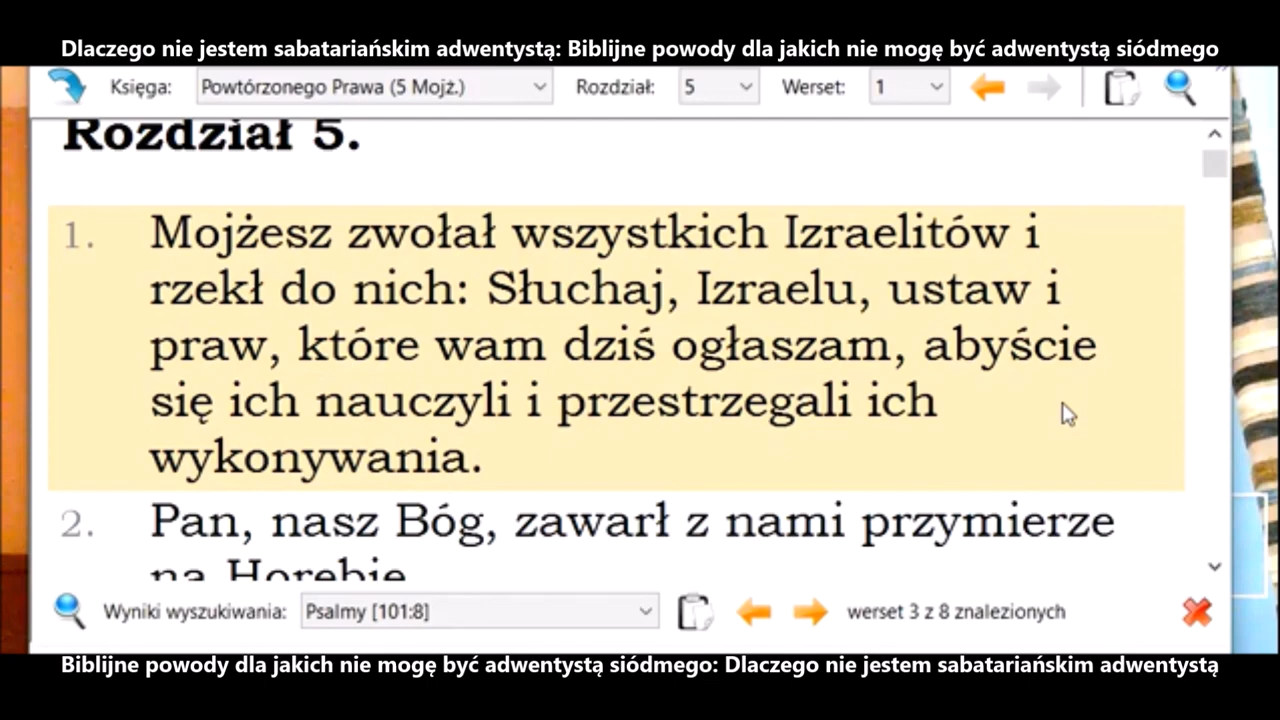 Dlaczego nie jestem sabatariańskim adwentystą: Biblijne powody dla jakich nie mogę być adwentystą siódmego
Księga: Powtórzonego Prawa (5 Mojż.) Rozdział: 5 Werset: 1
Rozdział 5.
1. Mojżesz zwołał wszystkich Izraelitów i
rzekł do nich: Słuchaj, Izraelu, ustaw i
praw, które wam dziś ogłaszam, abyście
się ich nauczyli i przestrzegali ich
wykonywania.
2. Pan, nasz Bóg, zawarł z nami przymierze
na Horebie
Wyniki wyszukiwania: Psalmy [101:8] werset 3 z 8 znalezionych
Biblijne powody dla jakich nie mogę być adwentystą siódmego: Dlaczego nie jestem sabatariańskim adwentystą